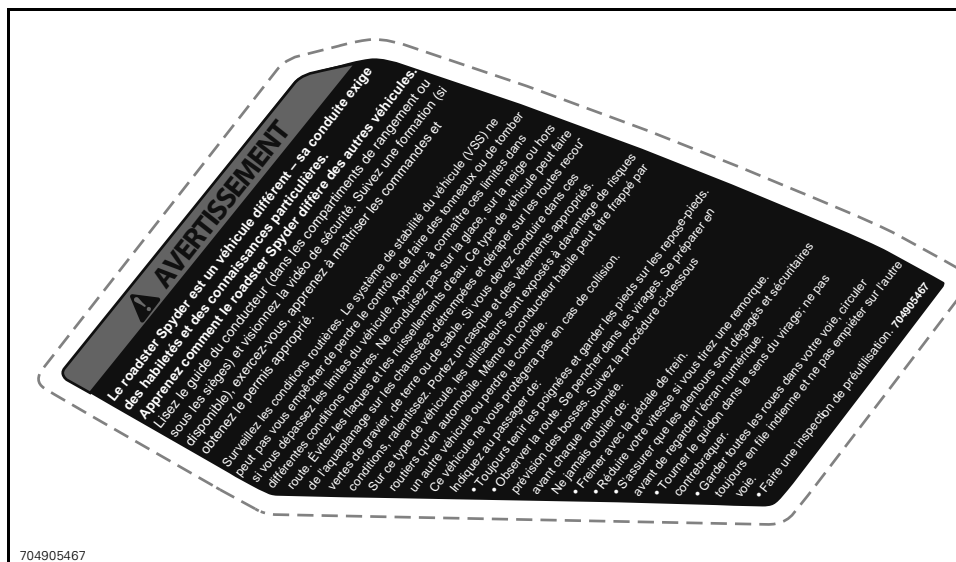 AVERTISSEMENT
Le roadster Spyder est un véhicule différent – sa conduite exige
des habiletés et des connaissances particulières.
Apprenez comment le roadster Spyder diffère des autres véhicules.
Lisez le guide du conducteur (dans les compartiments de rangement ou
sous les sièges) et visionnez la vidéo de sécurité. Suivez une formation (si
disponible), exercez-vous, apprenez à maîtriser les commandes et
obtenez le permis approprié.
Surveillez les conditions routières. Le système de stabilité du véhicule (VSS) ne
peut pas vous empêcher de perdre le contrôle, de faire des tonneaux ou de tomber
si vous dépassez les limites du véhicule. Apprenez à connaître ces limites dans
différentes conditions routières. Ne conduisez pas sur la glace, sur la neige ou hors
route. Évitez les flaques et les ruissellements d'eau. Ce type de véhicule peut faire
de l'aquaplanage sur les chaussées détrempées et déraper sur les routes recou-
vertes de gravier, de terre ou de sable. Si vous devez conduire dans ces
conditions, ralentissez. Portez un casque et des vêtements appropriés.
Sur ce type de véhicule, les utilisateurs sont exposés à davantage de risques
routiers qu'en automobile. Même un conducteur habile peut être frappé par
un autre véhicule ou perdre le contrôle.
Ce véhicule ne vous protégera pas en cas de collision.
Indiquez au passager de:
• Toujours tenir les poignées et garder les pieds sur les repose-pieds.
• Observer la route. Se pencher dans les virages. Se préparer en
prévision des bosses. Suivez la procédure ci-dessous
avant chaque randonnée.
Ne jamais oublier de:
• Freiner avec la pédale de frein.
• Réduire votre vitesse si vous tirez une remorque.
• S'assurer que les alentours sont dégagés et sécuritaires
avant de regarder l'écran numérique.
• Tourner le guidon dans le sens du virage; ne pas
contrebraquer.
• Garder toutes les roues dans votre voie, circuler
toujours en file indienne et ne pas empiéter sur l'autre
voie.
• Faire une inspection de préutilisation. 704905467
704905467